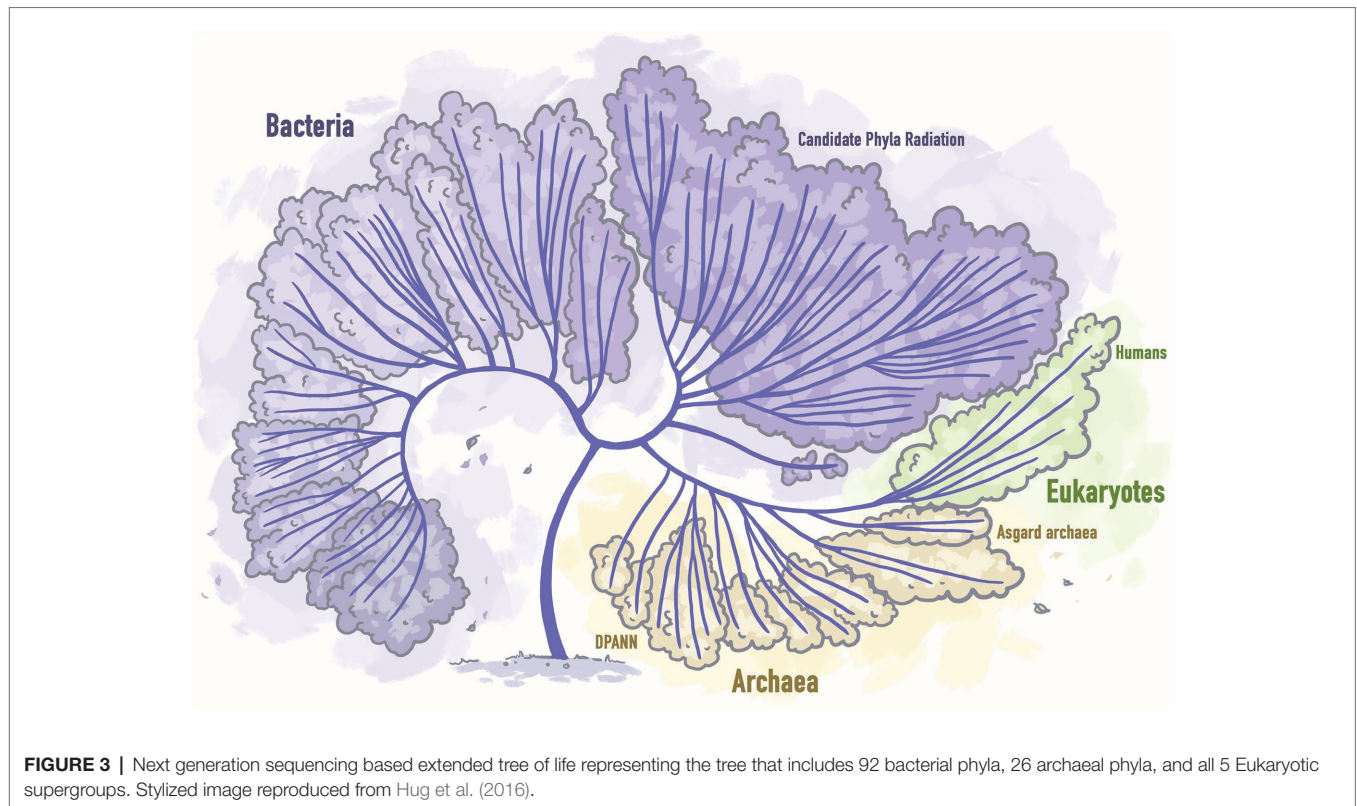 Bacteria
Candidate Phyla Radiation
Humans
Eukaryotes
Asgard archaea
DPANN
Archaea
FIGURE 3 | Next generation sequencing based extended tree of life representing the tree that includes 92 bacterial phyla, 26 archaeal phyla, and all 5 Eukaryotic
supergroups. Stylized image reproduced from Hug et al. (2016).